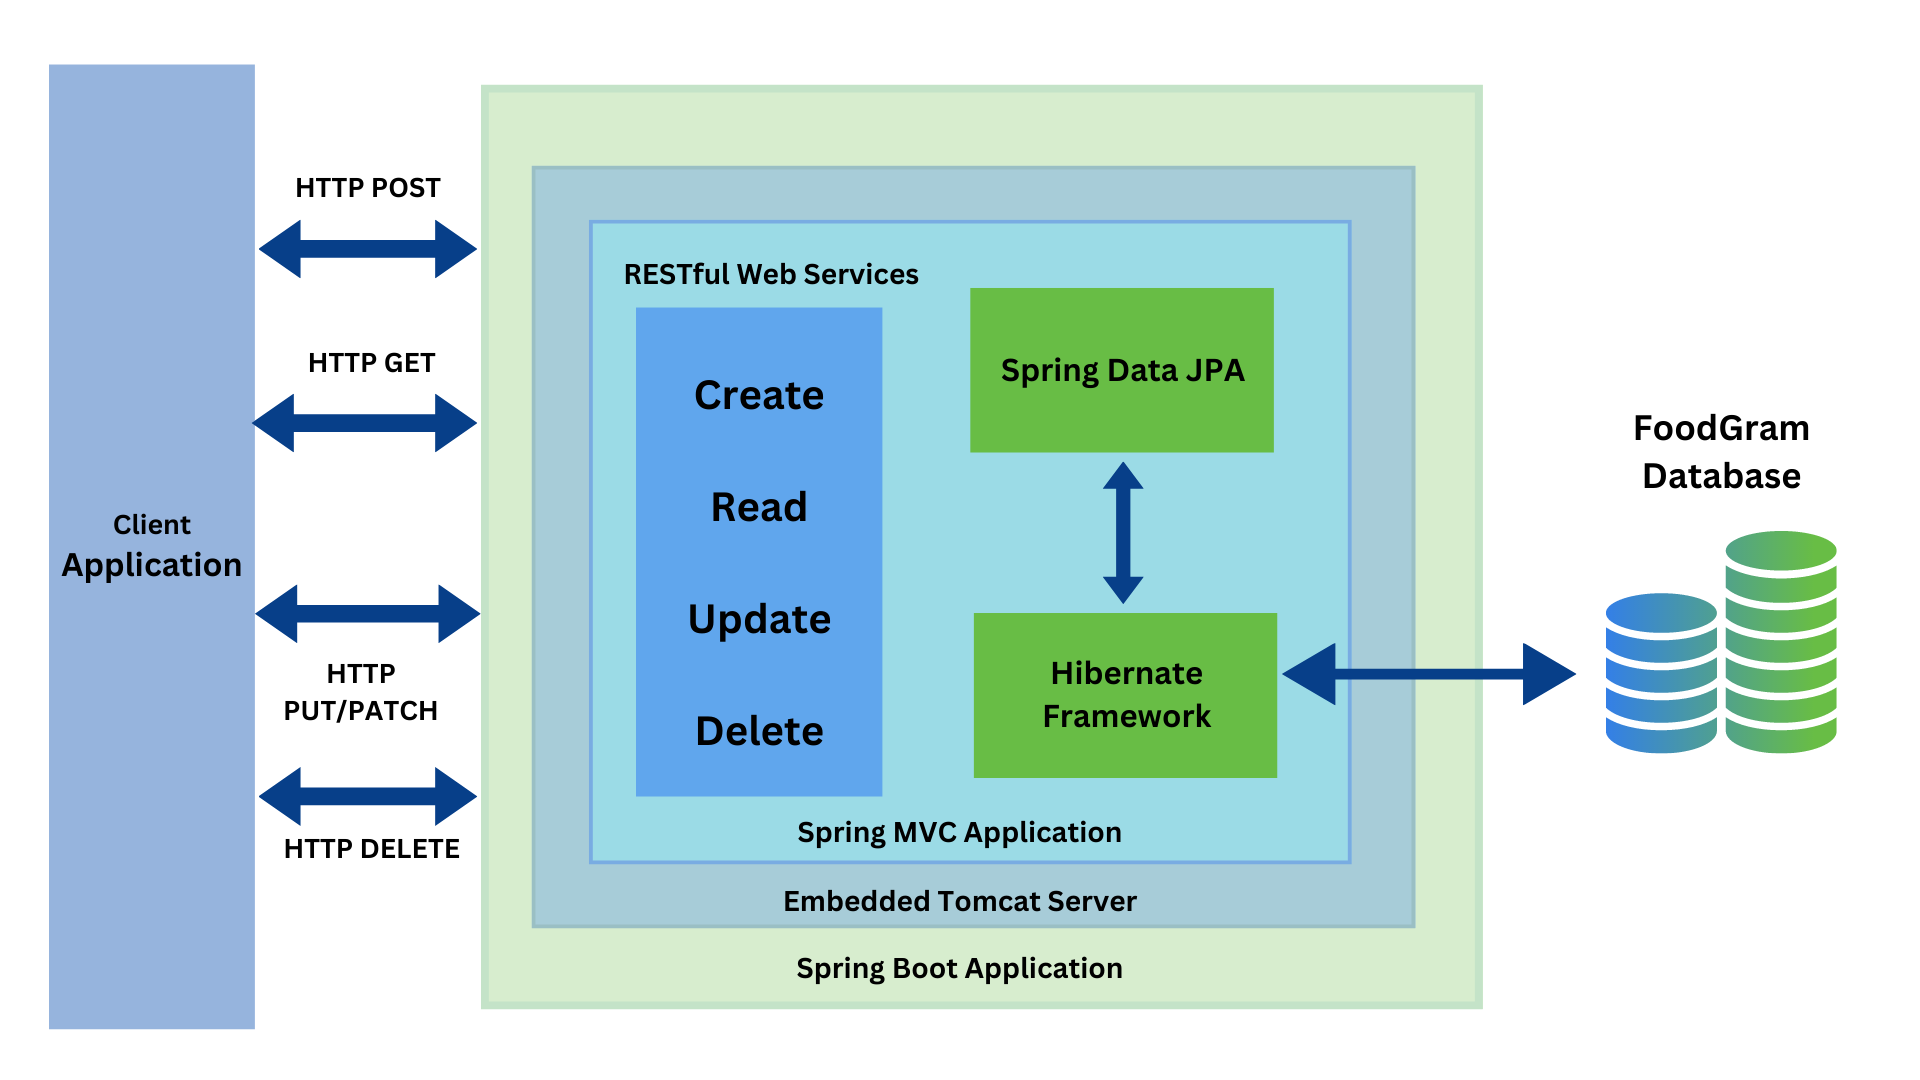 Client
Application
HTTP POST
HTTP GET
HTTP
PUT/PATCH
HTTP DELETE
RESTful Web Services
Create
Read
Update
Delete
Spring Data JPA
Hibernate
Framework
Spring MVC Application
Embedded Tomcat Server
Spring Boot Application
FoodGram
Database